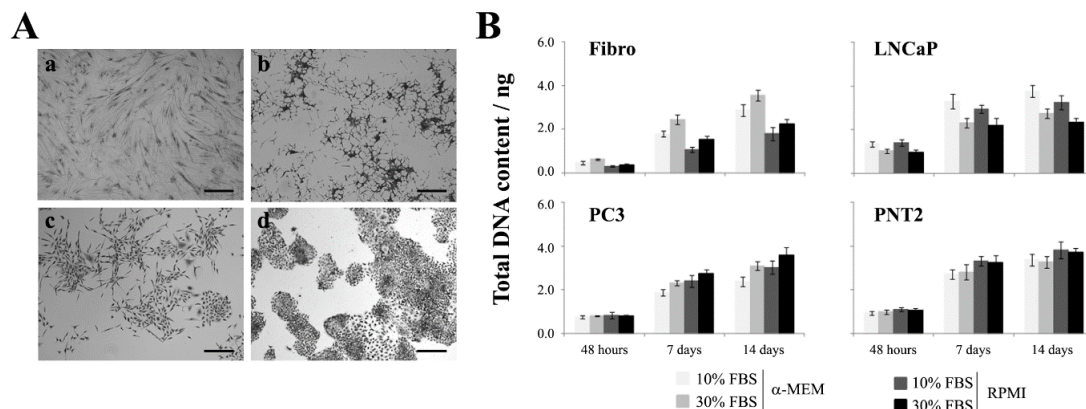 A
B
a
b
c
d
Total DNA content / ng
Fibro
6.0
4.0
2.0
0.0
LNCaP
PC3
6.0
4.0
2.0
0.0
48 hours
7 days
14 days
PNT2
48 hours
7 days
14 days
10% FBS
30% FBS
α-MEM
10% FBS
30% FBS
RPMI